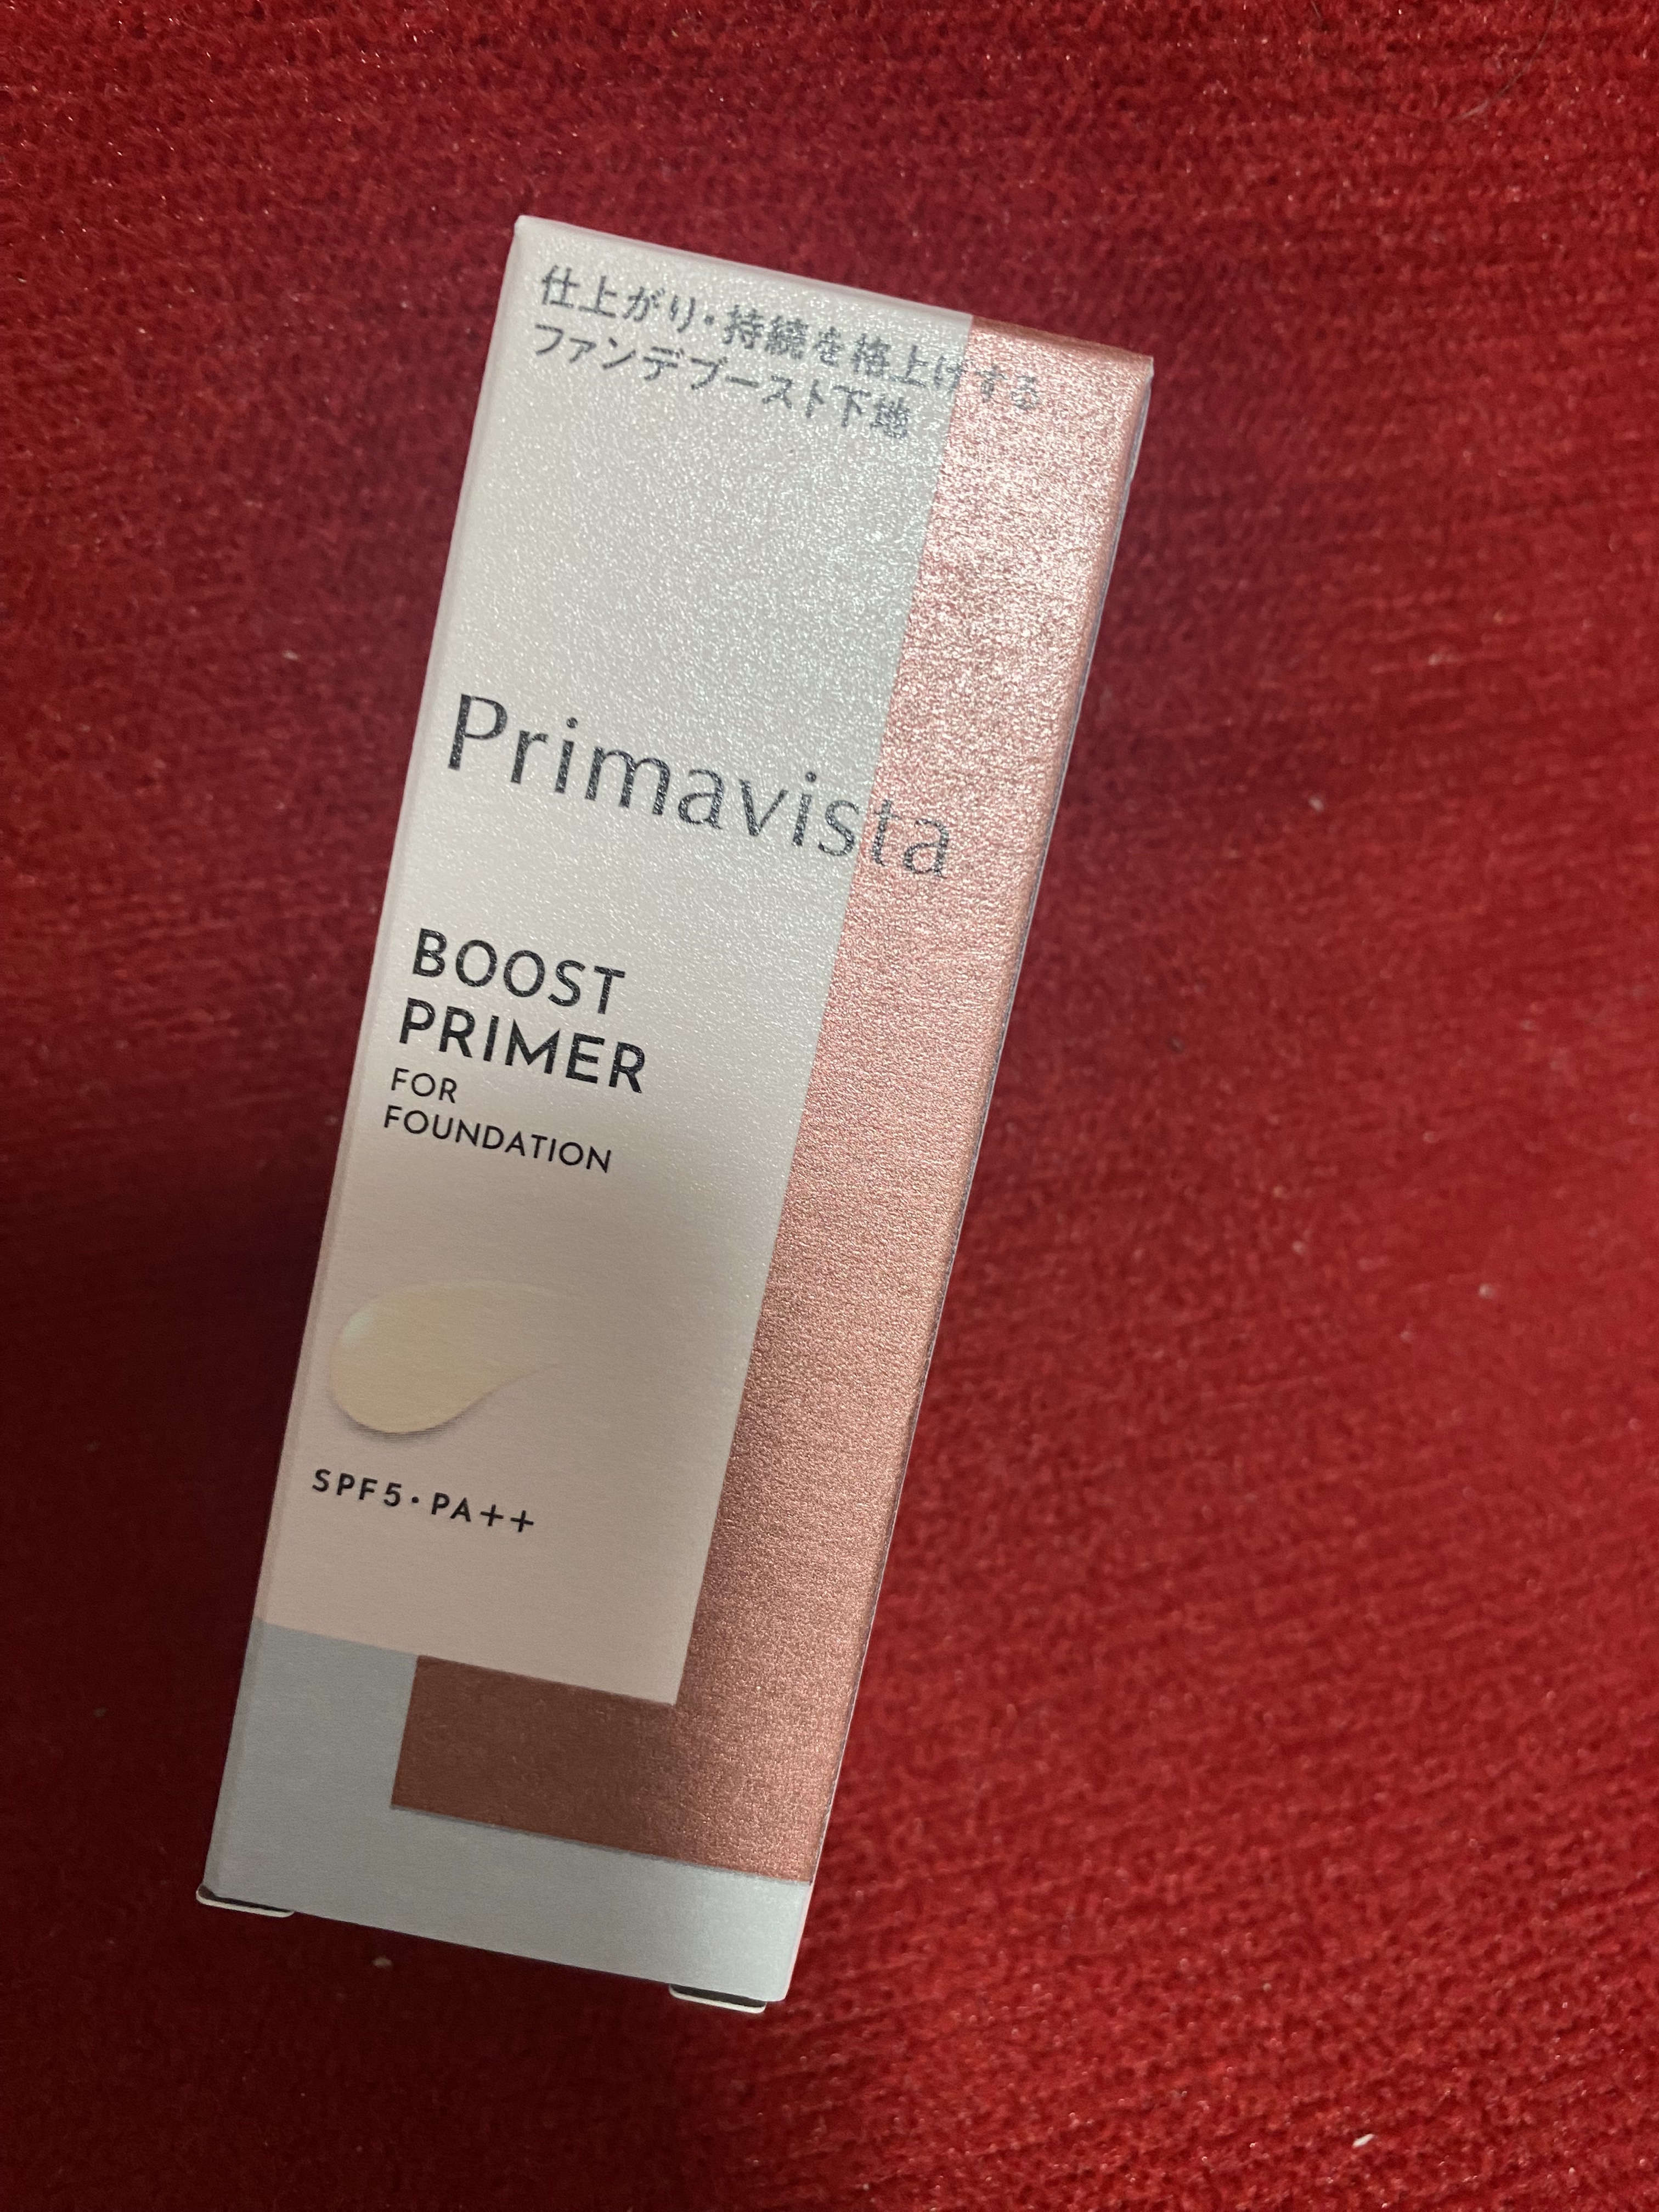 仕上がり・持続を格上げする
ファンデブースト下地
Primavista
BOOST
PRIMER
FOR
FOUNDATION
SPF5・PA++